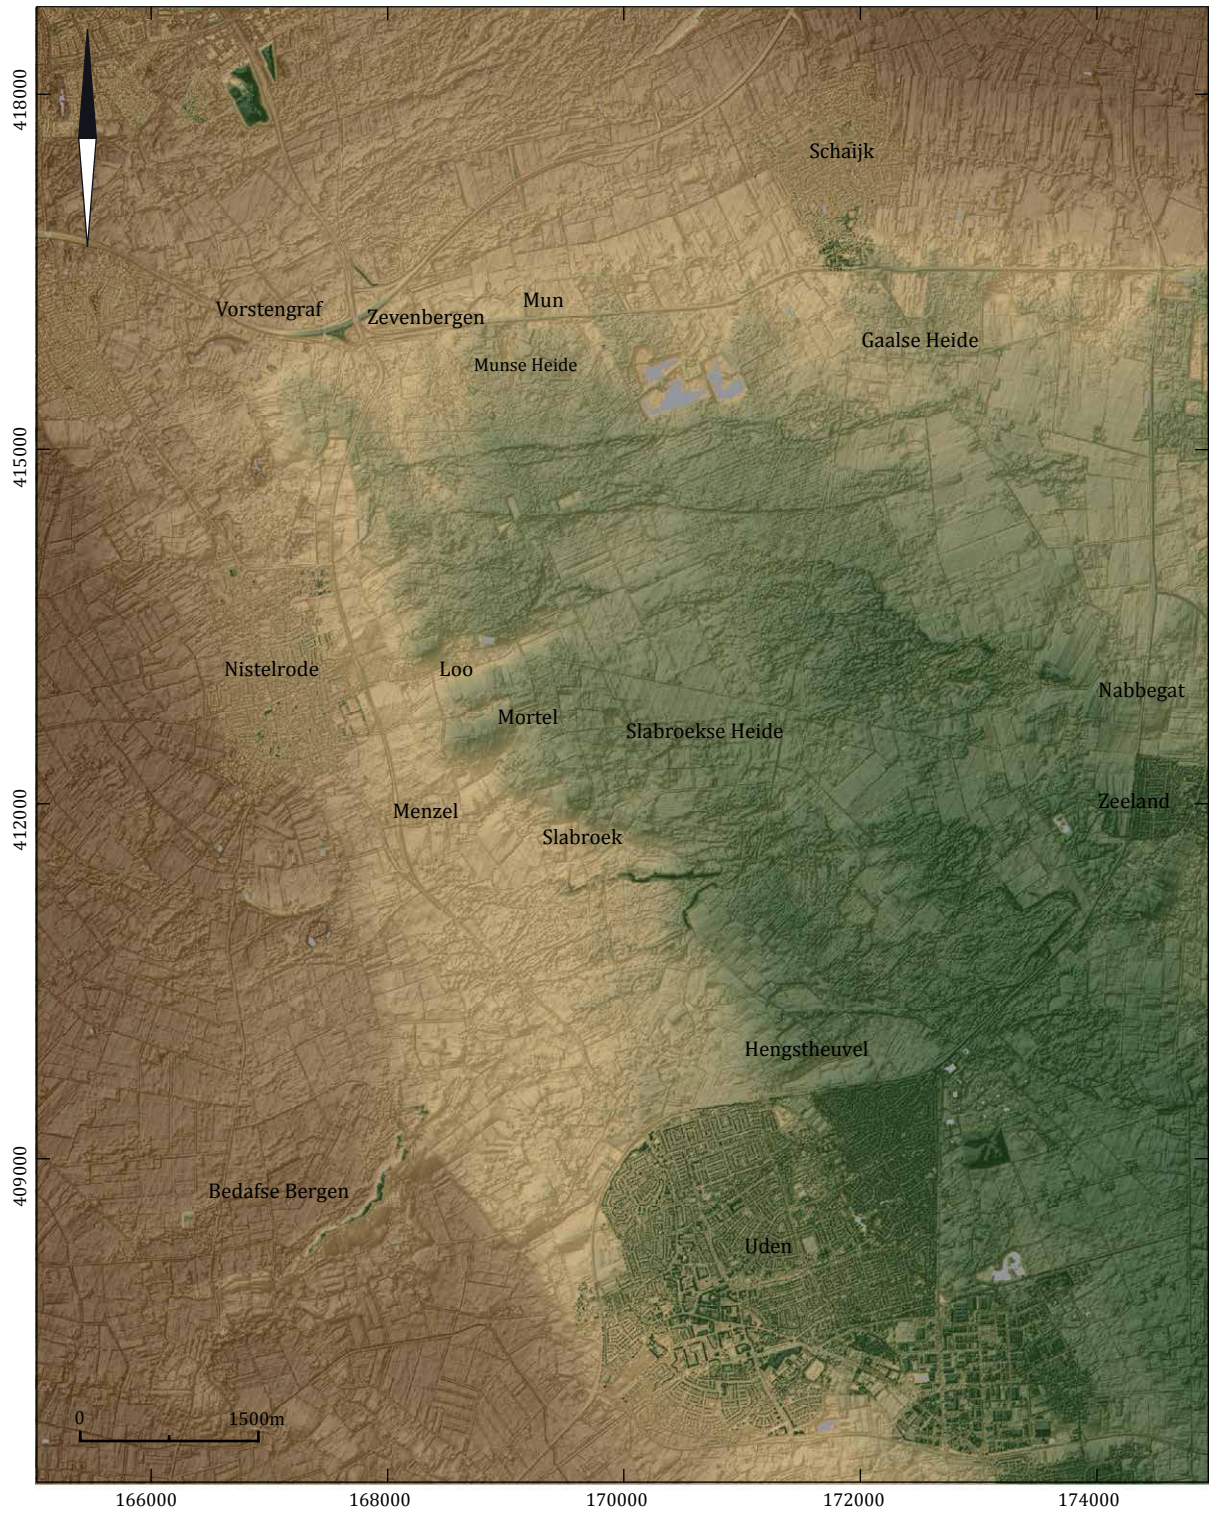 418000
Schaijk
Vorstengraf
Mun
Zevenbergen
Gaalse Heide
Munse Heide
415000
Nistelrode
Loo
Nabbegat
Mortel
Slabroekse Heide
Zeeland
412000
Menzel
Slabroek
Hengstheuvel
409000
Bedafse Bergen
Uden
0 1500m
166000 168000 170000 172000 174000